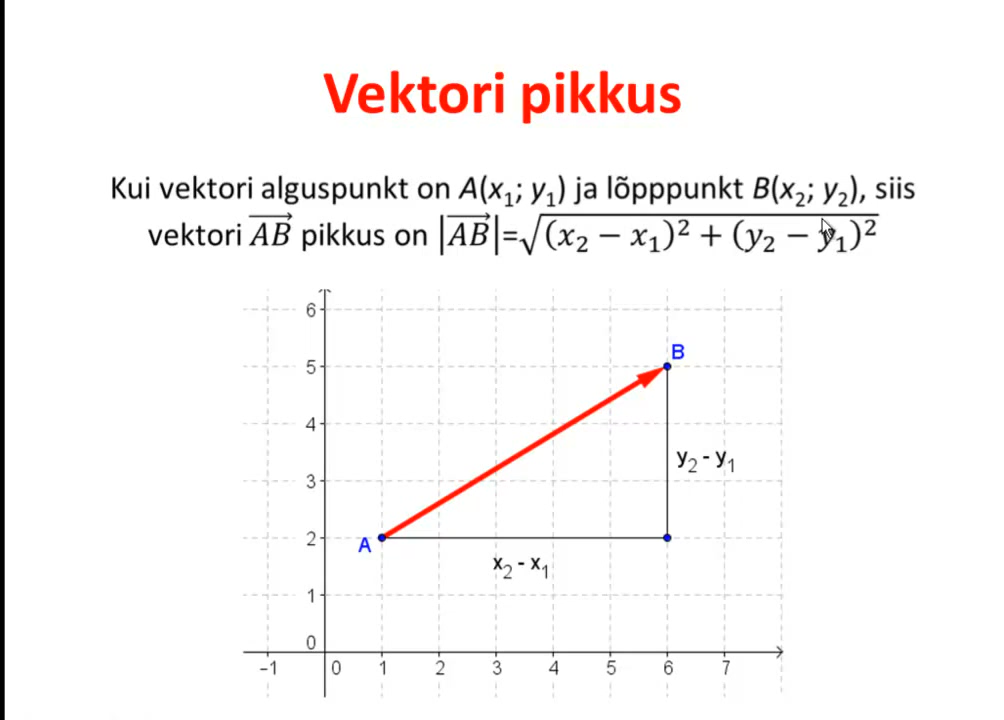 Vektori pikkus
Kui vektori alguspunkt on A(x₁; y₁) ja lõpppunkt B(x₂; y₂), siis
vektori \overrightarrow{AB} pikkus on |\overrightarrow{AB}|=√((x₂ − x₁)² + (y₂ − y₁)²)
6
B
5
4
y₂ - y₁
3
2
A
x₂ - x₁
1
0
-1 0 1 2 3 4 5 6 7